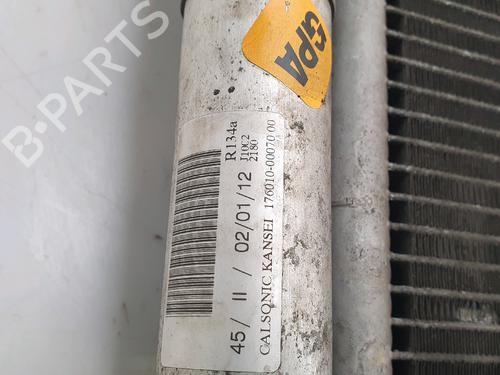 GPA
B-PARTS
R134a
J10C2
2180
45/ II / 02/01/12
CALSONIC KANSEI 176010-00070 00